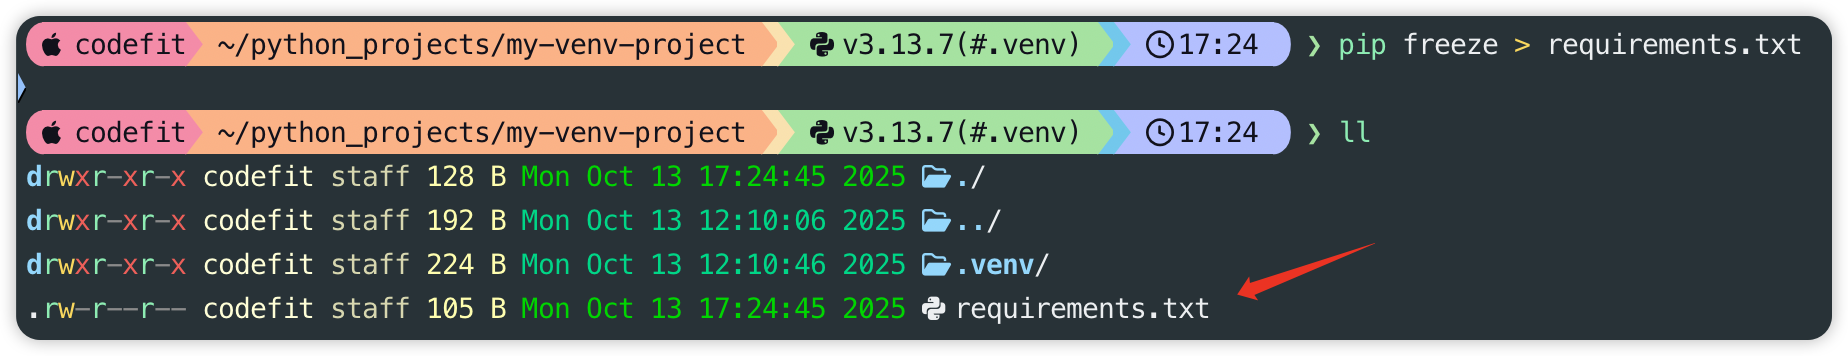 codefit ~/python_projects/my-venv-project v3.13.7(#.venv) 17:24 ❯ pip freeze > requirements.txt
codefit ~/python_projects/my-venv-project v3.13.7(#.venv) 17:24 ❯ ll
drwxr-xr-x codefit staff 128 B Mon Oct 13 17:24:45 2025 ./
drwxr-xr-x codefit staff 192 B Mon Oct 13 12:10:06 2025 ../
drwxr-xr-x codefit staff 224 B Mon Oct 13 12:10:46 2025 .venv/
.rw-r--r-- codefit staff 105 B Mon Oct 13 17:24:45 2025 requirements.txt